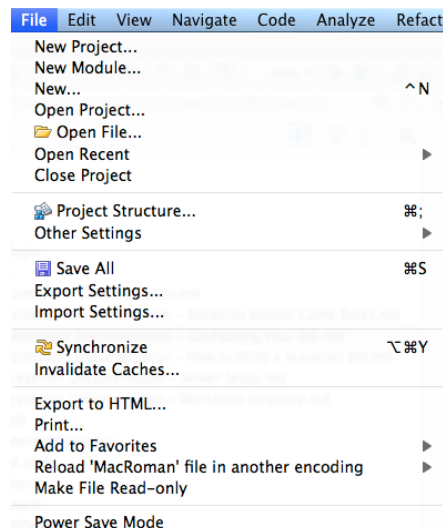 File Edit View Navigate Code Analyze Refact
New Project...
New Module...
New... ^N
Open Project...
Open File...
Open Recent
Close Project
Project Structure... ⌘;
Other Settings
Save All ⌘S
Export Settings...
Import Settings...
Synchronize ⌥⌘Y
Invalidate Caches...
Export to HTML...
Print...
Add to Favorites
Reload 'MacRoman' file in another encoding
Make File Read-only
Power Save Mode